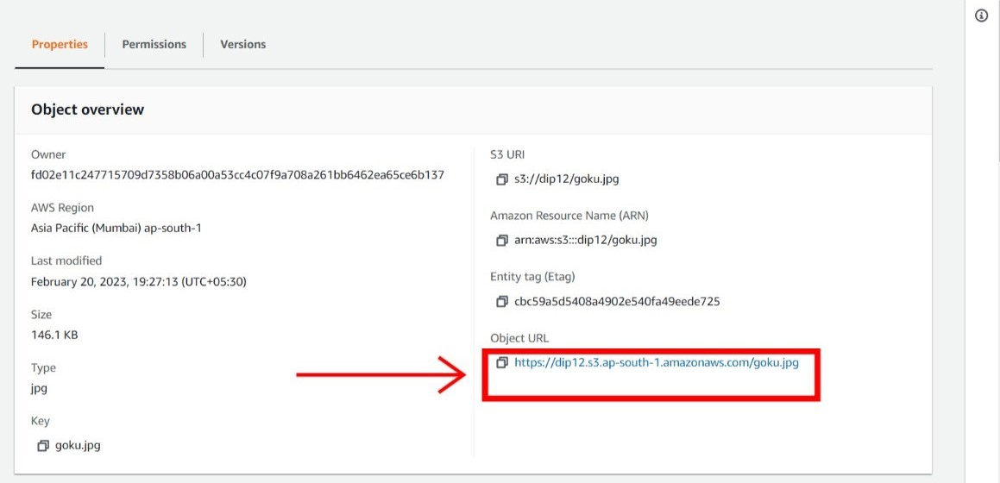 Properties
Permissions
Versions
Object overview
Owner
fd02e11c247715709d7358b06a00a53cc4c07f9a708a261bb6462ea65ce6b137
AWS Region
Asia Pacific (Mumbai) ap-south-1
Last modified
February 20, 2023, 19:27:13 (UTC+05:30)
Size
146.1 KB
Type
jpg
Key
goku.jpg
S3 URI
s3://dip12/goku.jpg
Amazon Resource Name (ARN)
arn:aws:s3:::dip12/goku.jpg
Entity tag (Etag)
cbc59a5d5408a4902e540fa49eede725
Object URL
https://dip12.s3.ap-south-1.amazonaws.com/goku.jpg